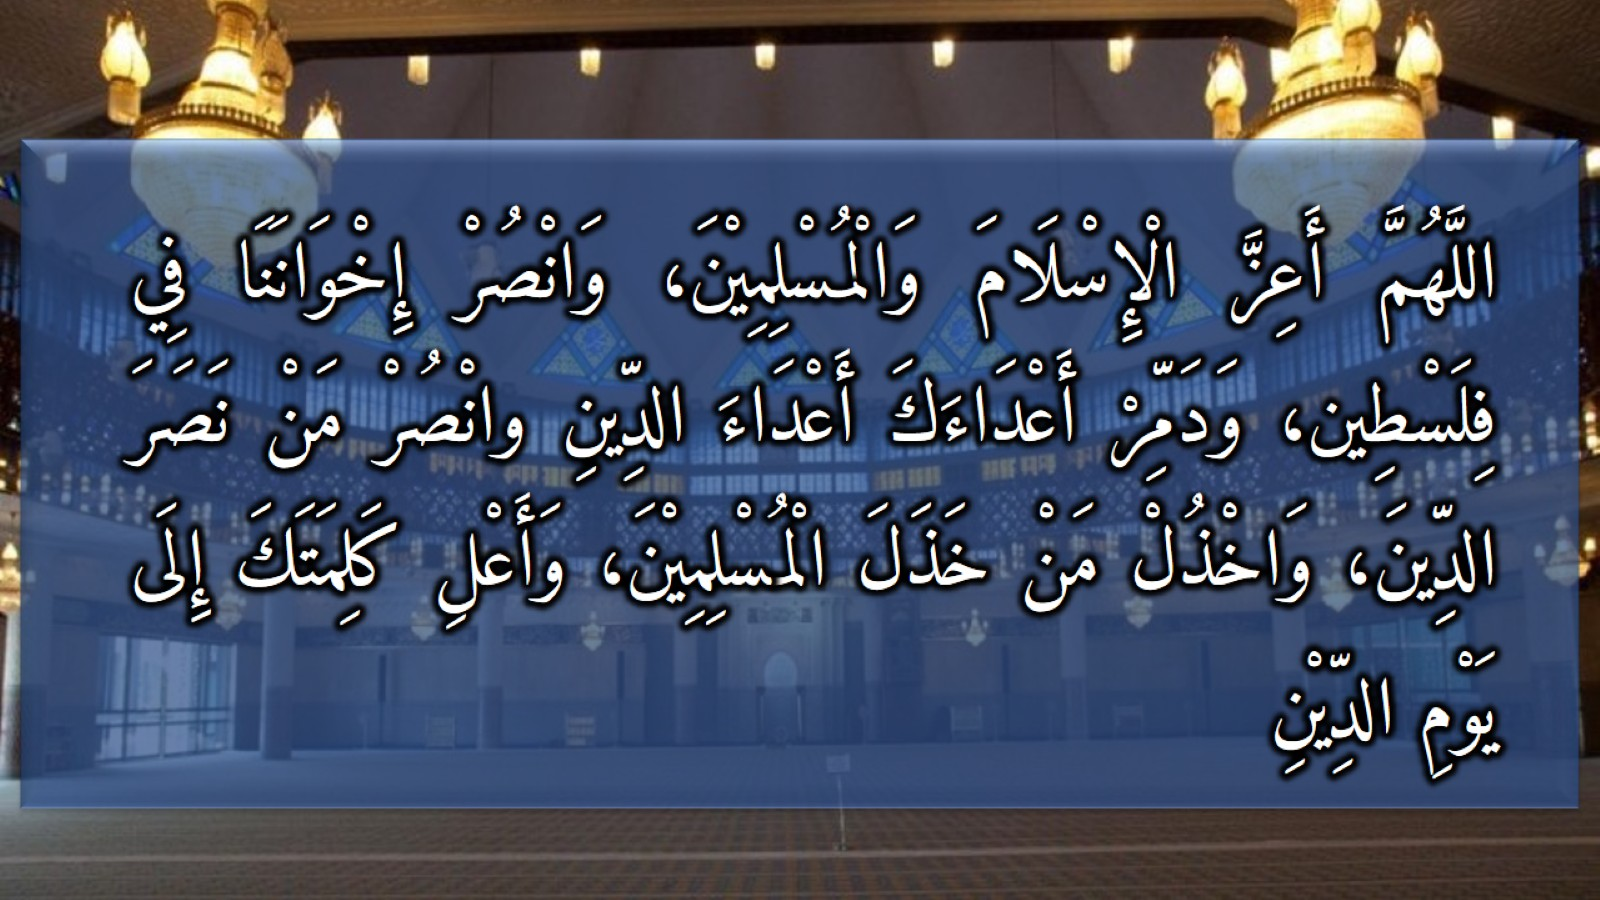 اللَّهُمَّ أَعِزَّ الْإِسْلَامَ وَالْمُسْلِمِيْنَ، وَانْصُرْ إِخْوَانَنَا فِي
فِلَسْطِين، وَدَمِّرْ أَعْدَاءَكَ أَعْدَاءَ الدِّينِ وانْصُرْ مَنْ نَصَرَ
الدِّينَ، وَاخْذُلْ مَنْ خَذَلَ الْمُسْلِمِيْنَ، وَأَعْلِ كَلِمَتَكَ إِلَى
يَوْمِ الدِّيْنِ